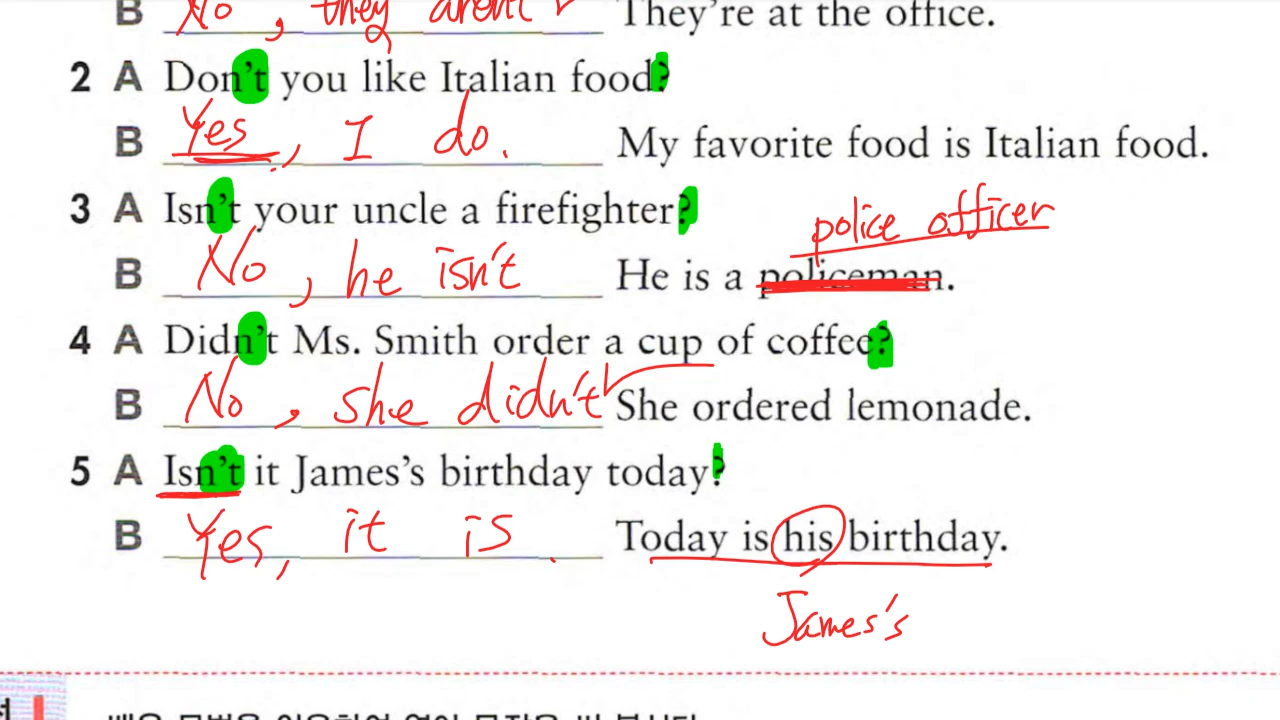 B No, they aren't They're at the office.
2 A Don't you like Italian food?
B Yes, I do. My favorite food is Italian food.
3 A Isn't your uncle a firefighter?
police officer
B No, he isn't He is a policeman.
4 A Didn't Ms. Smith order a cup of coffee?
B No, she didn't She ordered lemonade.
5 A Isn't it James's birthday today?
B Yes, it is. Today is his birthday.
James's